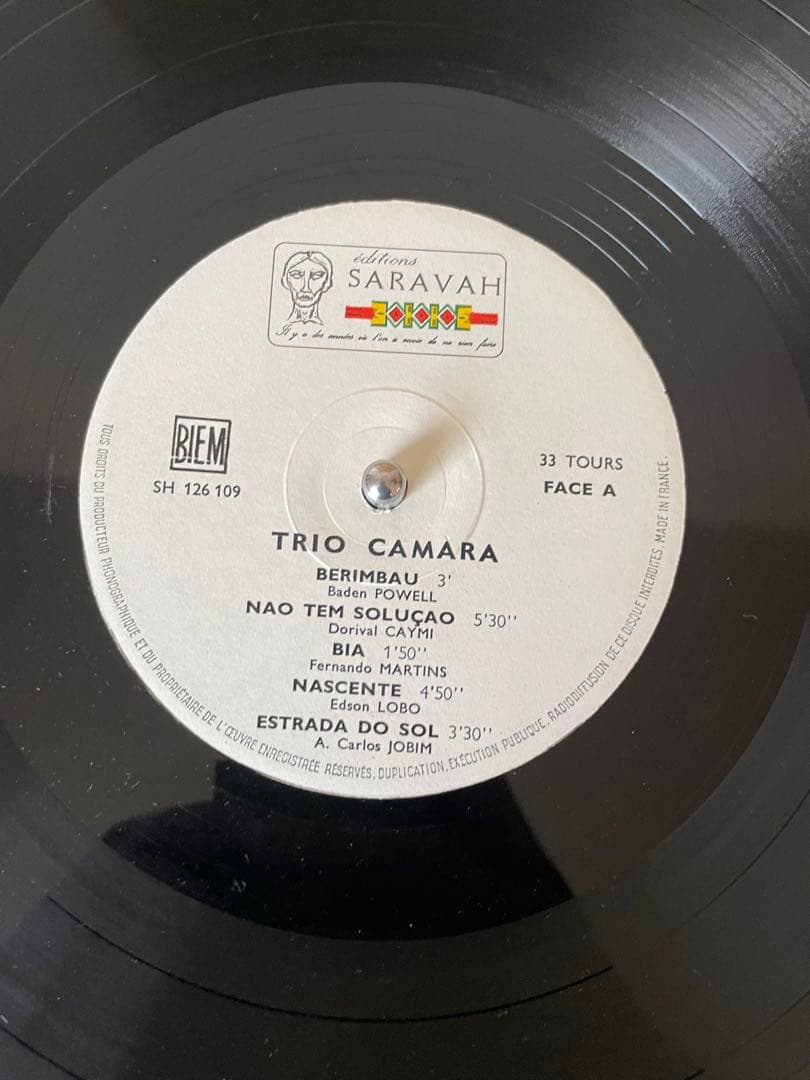 éditions
SARAVAH
Il y a des années où l'on a envie de ne rien faire
BIEM
SH 126 109
33 TOURS
FACE A
TRIO CAMARA
BERIMBAU 3'
Baden POWELL
NAO TEM SOLUÇAO 5'30''
Dorival CAYMI
BIA 1'50''
Fernando MARTINS
NASCENTE 4'50''
Edson LOBO
ESTRADA DO SOL 3'30''
A. Carlos JOBIM
TOUS DROITS DU PRODUCTEUR PHONOGRAPHIQUE ET DU PROPRIÉTAIRE DE L'ŒUVRE ENREGISTRÉE RÉSERVÉS. DUPLICATION, EXÉCUTION PUBLIQUE, RADIODIFFUSION DE CE DISQUE INTERDITES. MADE IN FRANCE.